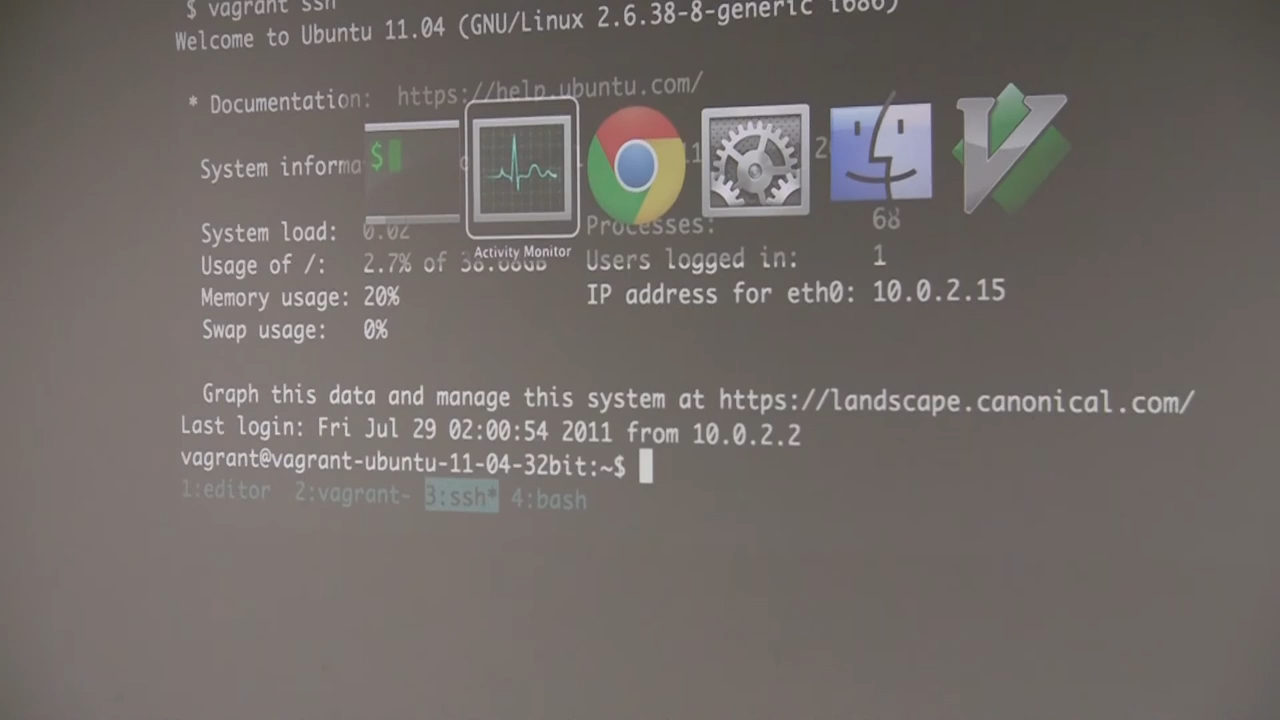 $ vagrant ssh
Welcome to Ubuntu 11.04 (GNU/Linux 2.6.38-8-generic i686)
* Documentation: https://help.ubuntu.com/
System informa
$
System load: 0.02 Processes: 68
Activity Monitor
Usage of /: 2.7% of 38.68GB Users logged in: 1
Memory usage: 20% IP address for eth0: 10.0.2.15
Swap usage: 0%
Graph this data and manage this system at https://landscape.canonical.com/
Last login: Fri Jul 29 02:00:54 2011 from 10.0.2.2
vagrant@vagrant-ubuntu-11-04-32bit:~$
1:editor 2:vagrant- 3:ssh* 4:bash